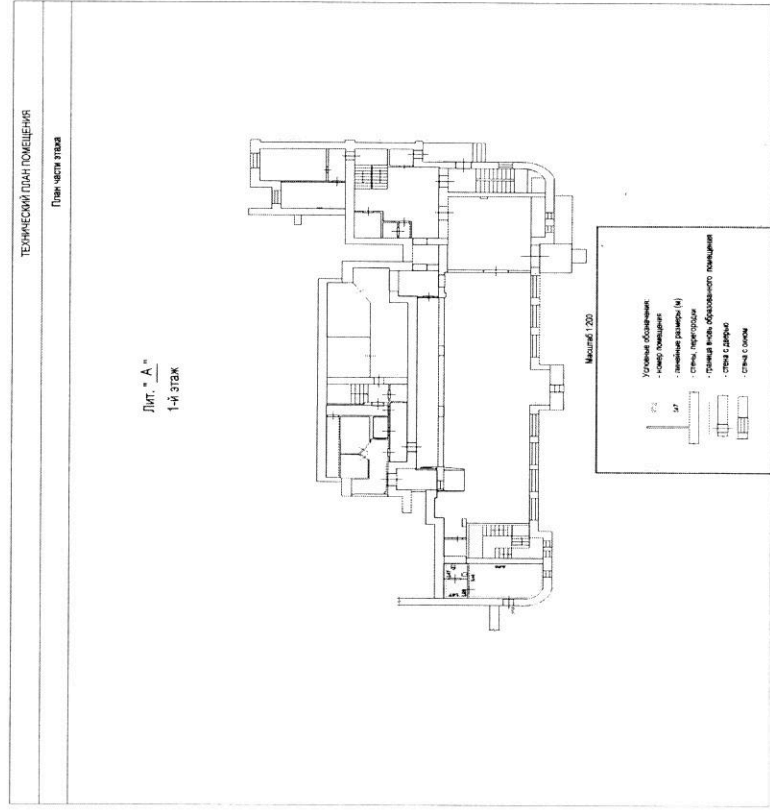 ТЕХНИЧЕСКИЙ ПЛАН ПОМЕЩЕНИЯ
План части этажа
Лит. " А "
1-й этаж
Масштаб 1:200
Условные обозначения:
- номер помещения
- линейные размеры (м)
- стены, перегородки
- граница вновь образованного помещения
- стена с дверью
- стена с окном